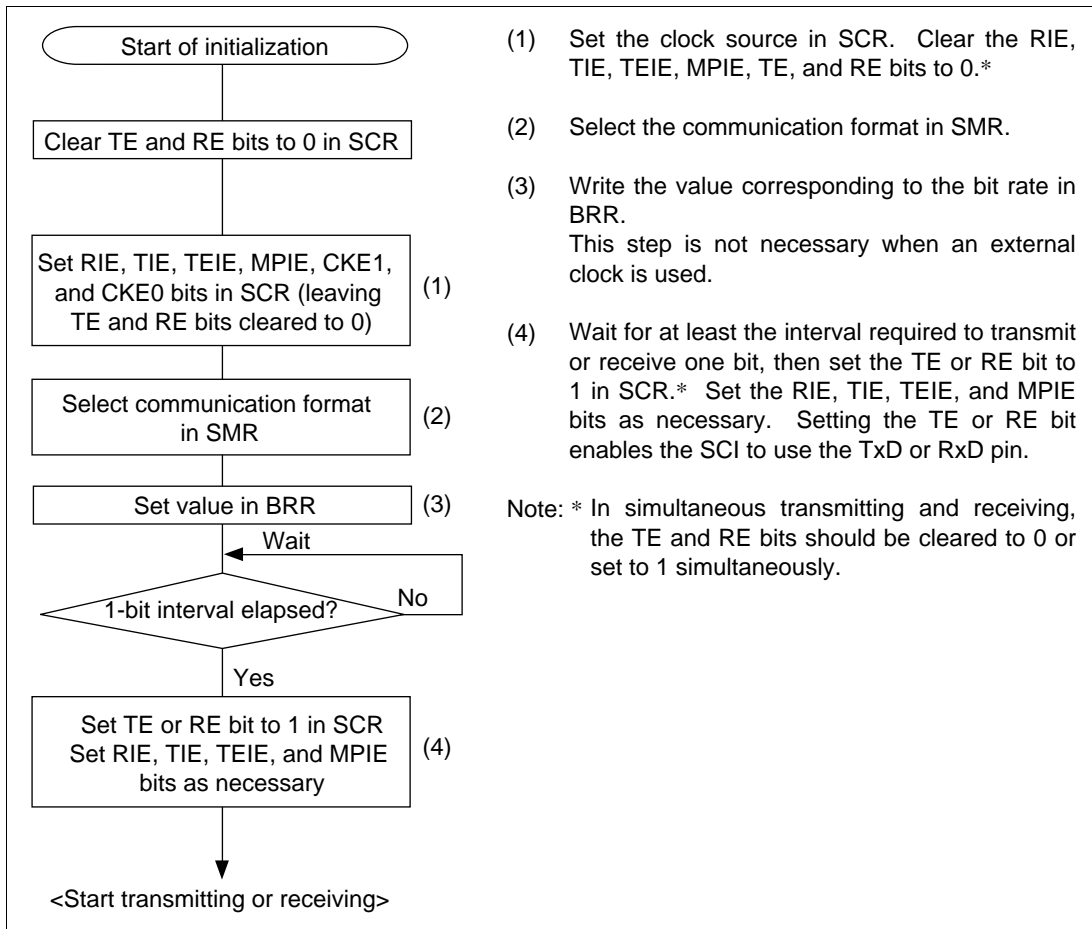 Start of initialization
Clear TE and RE bits to 0 in SCR
Set RIE, TIE, TEIE, MPIE, CKE1,
and CKE0 bits in SCR (leaving
TE and RE bits cleared to 0)
(1)
Select communication format
in SMR
(2)
Set value in BRR
(3)
Wait
1-bit interval elapsed?
No
Yes
Set TE or RE bit to 1 in SCR
Set RIE, TIE, TEIE, and MPIE
bits as necessary
(4)
<Start transmitting or receiving>
(1) Set the clock source in SCR. Clear the RIE,
TIE, TEIE, MPIE, TE, and RE bits to 0.*
(2) Select the communication format in SMR.
(3) Write the value corresponding to the bit rate in
BRR.
This step is not necessary when an external
clock is used.
(4) Wait for at least the interval required to transmit
or receive one bit, then set the TE or RE bit to
1 in SCR.* Set the RIE, TIE, TEIE, and MPIE
bits as necessary. Setting the TE or RE bit
enables the SCI to use the TxD or RxD pin.
Note: * In simultaneous transmitting and receiving,
the TE and RE bits should be cleared to 0 or
set to 1 simultaneously.